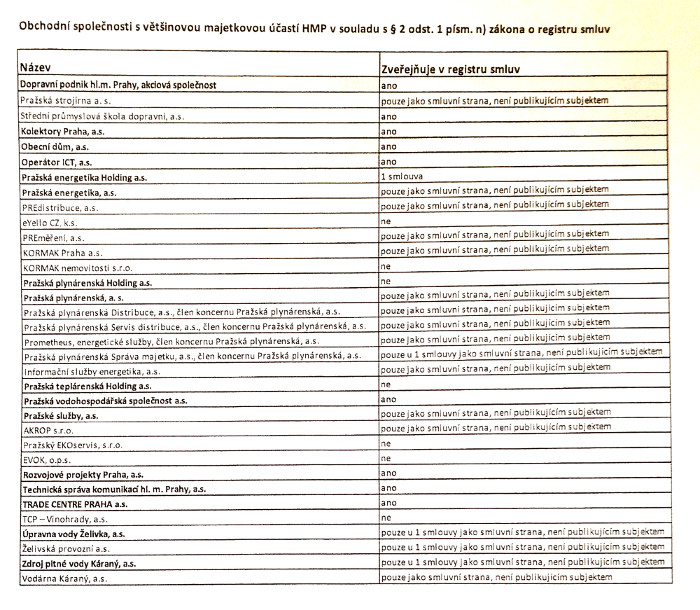 Obchodní společnosti s většinovou majetkovou účastí HMP v souladu s § 2 odst. 1 písm. n) zákona o registru smluv
Název Zveřejňuje v registru smluv
Dopravní podnik hl.m. Prahy, akciová společnost ano
Pražská strojírna a. s. pouze jako smluvní strana, není publikujícím subjektem
Střední průmyslová škola dopravní, a.s. ano
Kolektory Praha, a.s. ano
Obecní dům, a.s. ano
Operátor ICT, a.s. ano
Pražská energetika Holding a.s. 1 smlouva
Pražská energetika, a.s. pouze jako smluvní strana, není publikujícím subjektem
PREdistribuce, a.s. pouze jako smluvní strana, není publikujícím subjektem
eYello CZ, k.s. ne
PREměření, a.s. pouze jako smluvní strana, není publikujícím subjektem
KORMAK Praha a.s. pouze jako smluvní strana, není publikujícím subjektem
KORMAK nemovitosti s.r.o. ne
Pražská plynárenská Holding a.s. ne
Pražská plynárenská, a. s. pouze jako smluvní strana, není publikujícím subjektem
Pražská plynárenská Distribuce, a.s., člen koncernu Pražská plynárenská, a.s. pouze jako smluvní strana, není publikujícím subjektem
Pražská plynárenská Servis distribuce, a.s., člen koncernu Pražská plynárenská, a.s. pouze jako smluvní strana, není publikujícím subjektem
Prometheus, energetické služby, člen koncernu Pražská plynárenská, a.s. pouze jako smluvní strana, není publikujícím subjektem
Pražská plynárenská Správa majetku, a.s., člen koncernu Pražská plynárenská, a.s. pouze u 1 smlouvy jako smluvní strana, není publikujícím subjektem
Informační služby energetika, a.s. pouze jako smluvní strana, není publikujícím subjektem
Pražská teplárenská Holding a.s. ne
Pražská vodohospodářská společnost a.s. ano
Pražské služby, a.s. pouze jako smluvní strana, není publikujícím subjektem
AKROP s.r.o. pouze jako smluvní strana, není publikujícím subjektem
Pražský EKOservis, s.r.o. ne
EVOK, o.p.s. ne
Rozvojové projekty Praha, a.s. ano
Technická správa komunikací hl. m. Prahy, a.s. ano
TRADE CENTRE PRAHA a.s. ano
TCP – Vinohrady, a.s. ne
Úpravna vody Želivka, a.s. pouze u 1 smlouvy jako smluvní strana, není publikujícím subjektem
Želivská provozní a.s. pouze u 1 smlouvy jako smluvní strana, není publikujícím subjektem
Zdroj pitné vody Káraný, a.s. pouze u 1 smlouvy jako smluvní strana, není publikujícím subjektem
Vodárna Káraný, a.s. pouze jako smluvní strana, není publikujícím subjektem